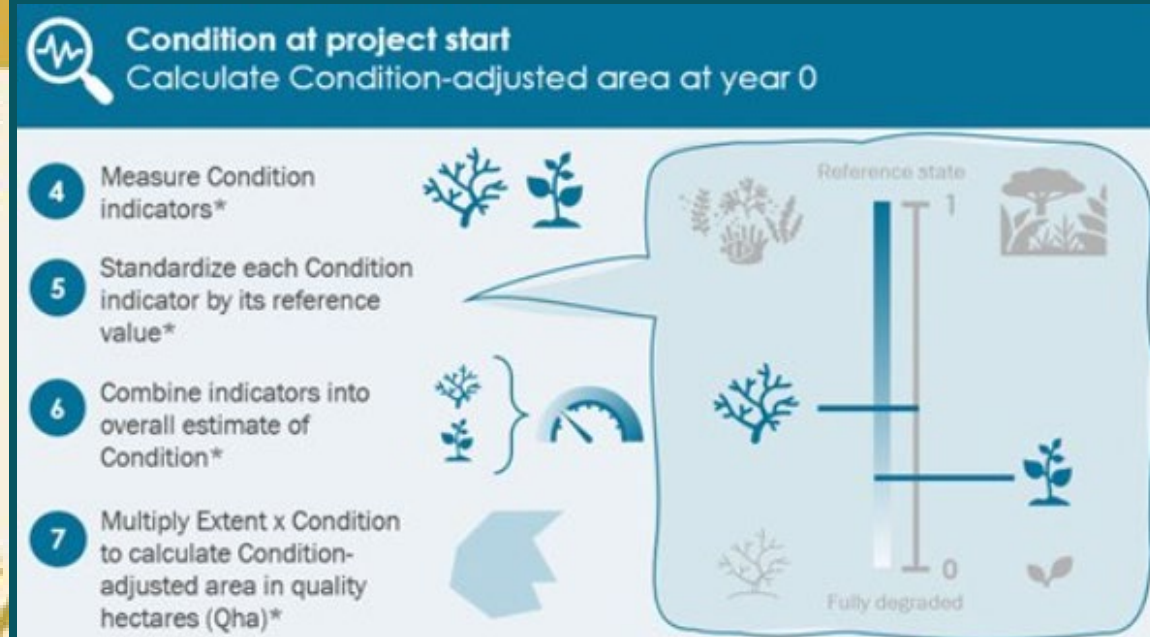 Condition at project start
Calculate Condition-adjusted area at year 0
4
Measure Condition
indicators*
5
Standardize each Condition
indicator by its reference
value*
6
Combine indicators into
overall estimate of
Condition*
7
Multiply Extent x Condition
to calculate Condition-
adjusted area in quality
hectares (Qha)*
Reference state
1
0
Fully degraded